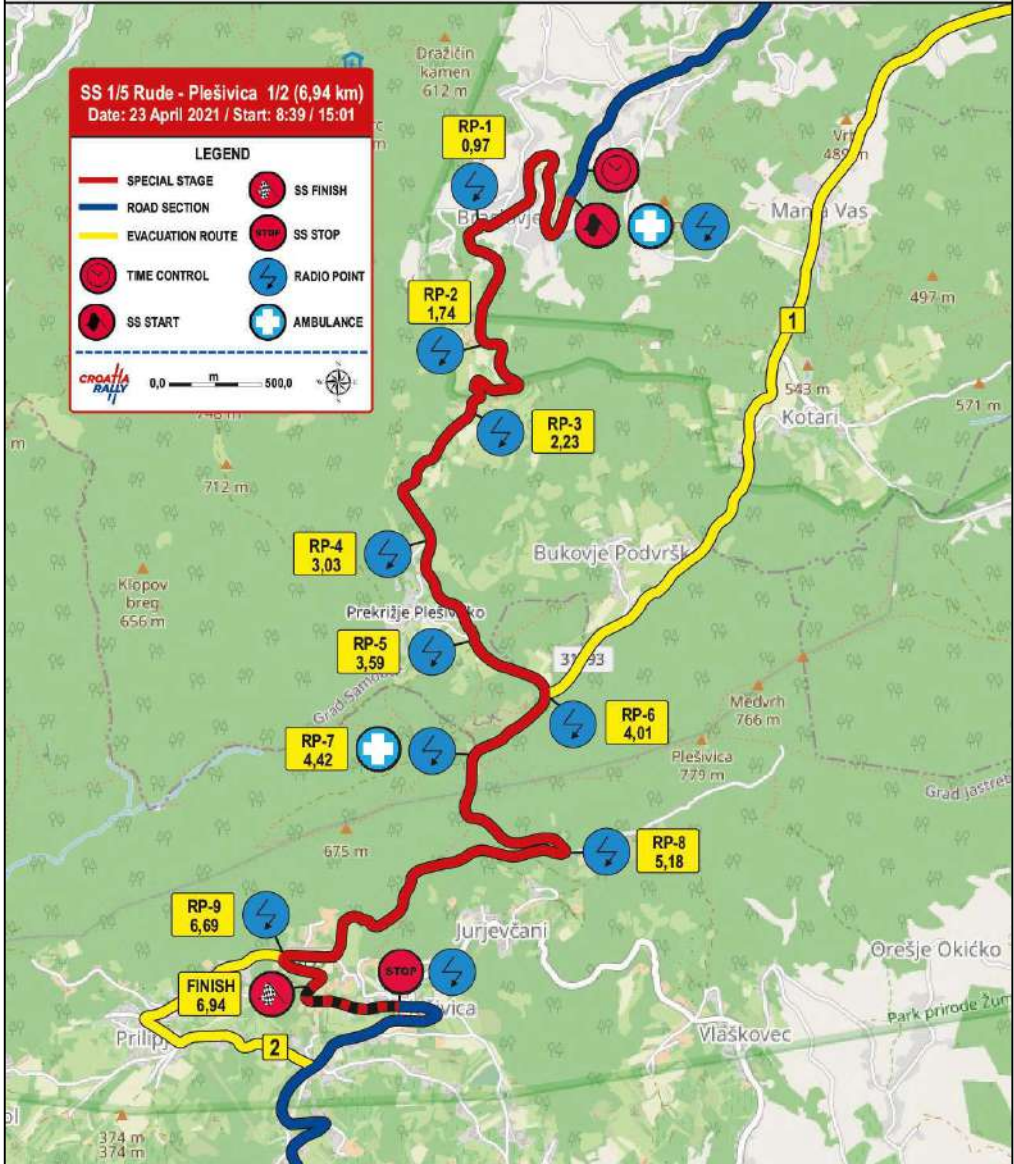 SS 1/5 Rude - Plešivica 1/2 (6,94 km)
Date: 23 April 2021 / Start: 8:39 / 15:01
LEGEND
SPECIAL STAGE
SS FINISH
ROAD SECTION
STOP
SS STOP
EVACUATION ROUTE
TIME CONTROL
RADIO POINT
SS START
AMBULANCE
CROATIA
RALLY
0,0
m
500,0
Dražičin
kamen
612 m
RP-1
0,97
489 m
Manja Vas
RP-2
1,74
497 m
1
543 m
571 m
Kotari
RP-3
2,23
712 m
RP-4
3,03
Bukovje Podvršk
Klopov
breg
656 m
Prekrižje
RP-5
3,59
Medvrh
766 m
RP-6
4,01
RP-7
4,42
Plešivica
779 m
Grad Jastreb
675 m
RP-8
5,18
RP-9
6,69
Jurjevčani
Orešje Okićko
STOP
FINISH
6,94
Park prirode Žum
Vlaškovec
2
374 m
374 m